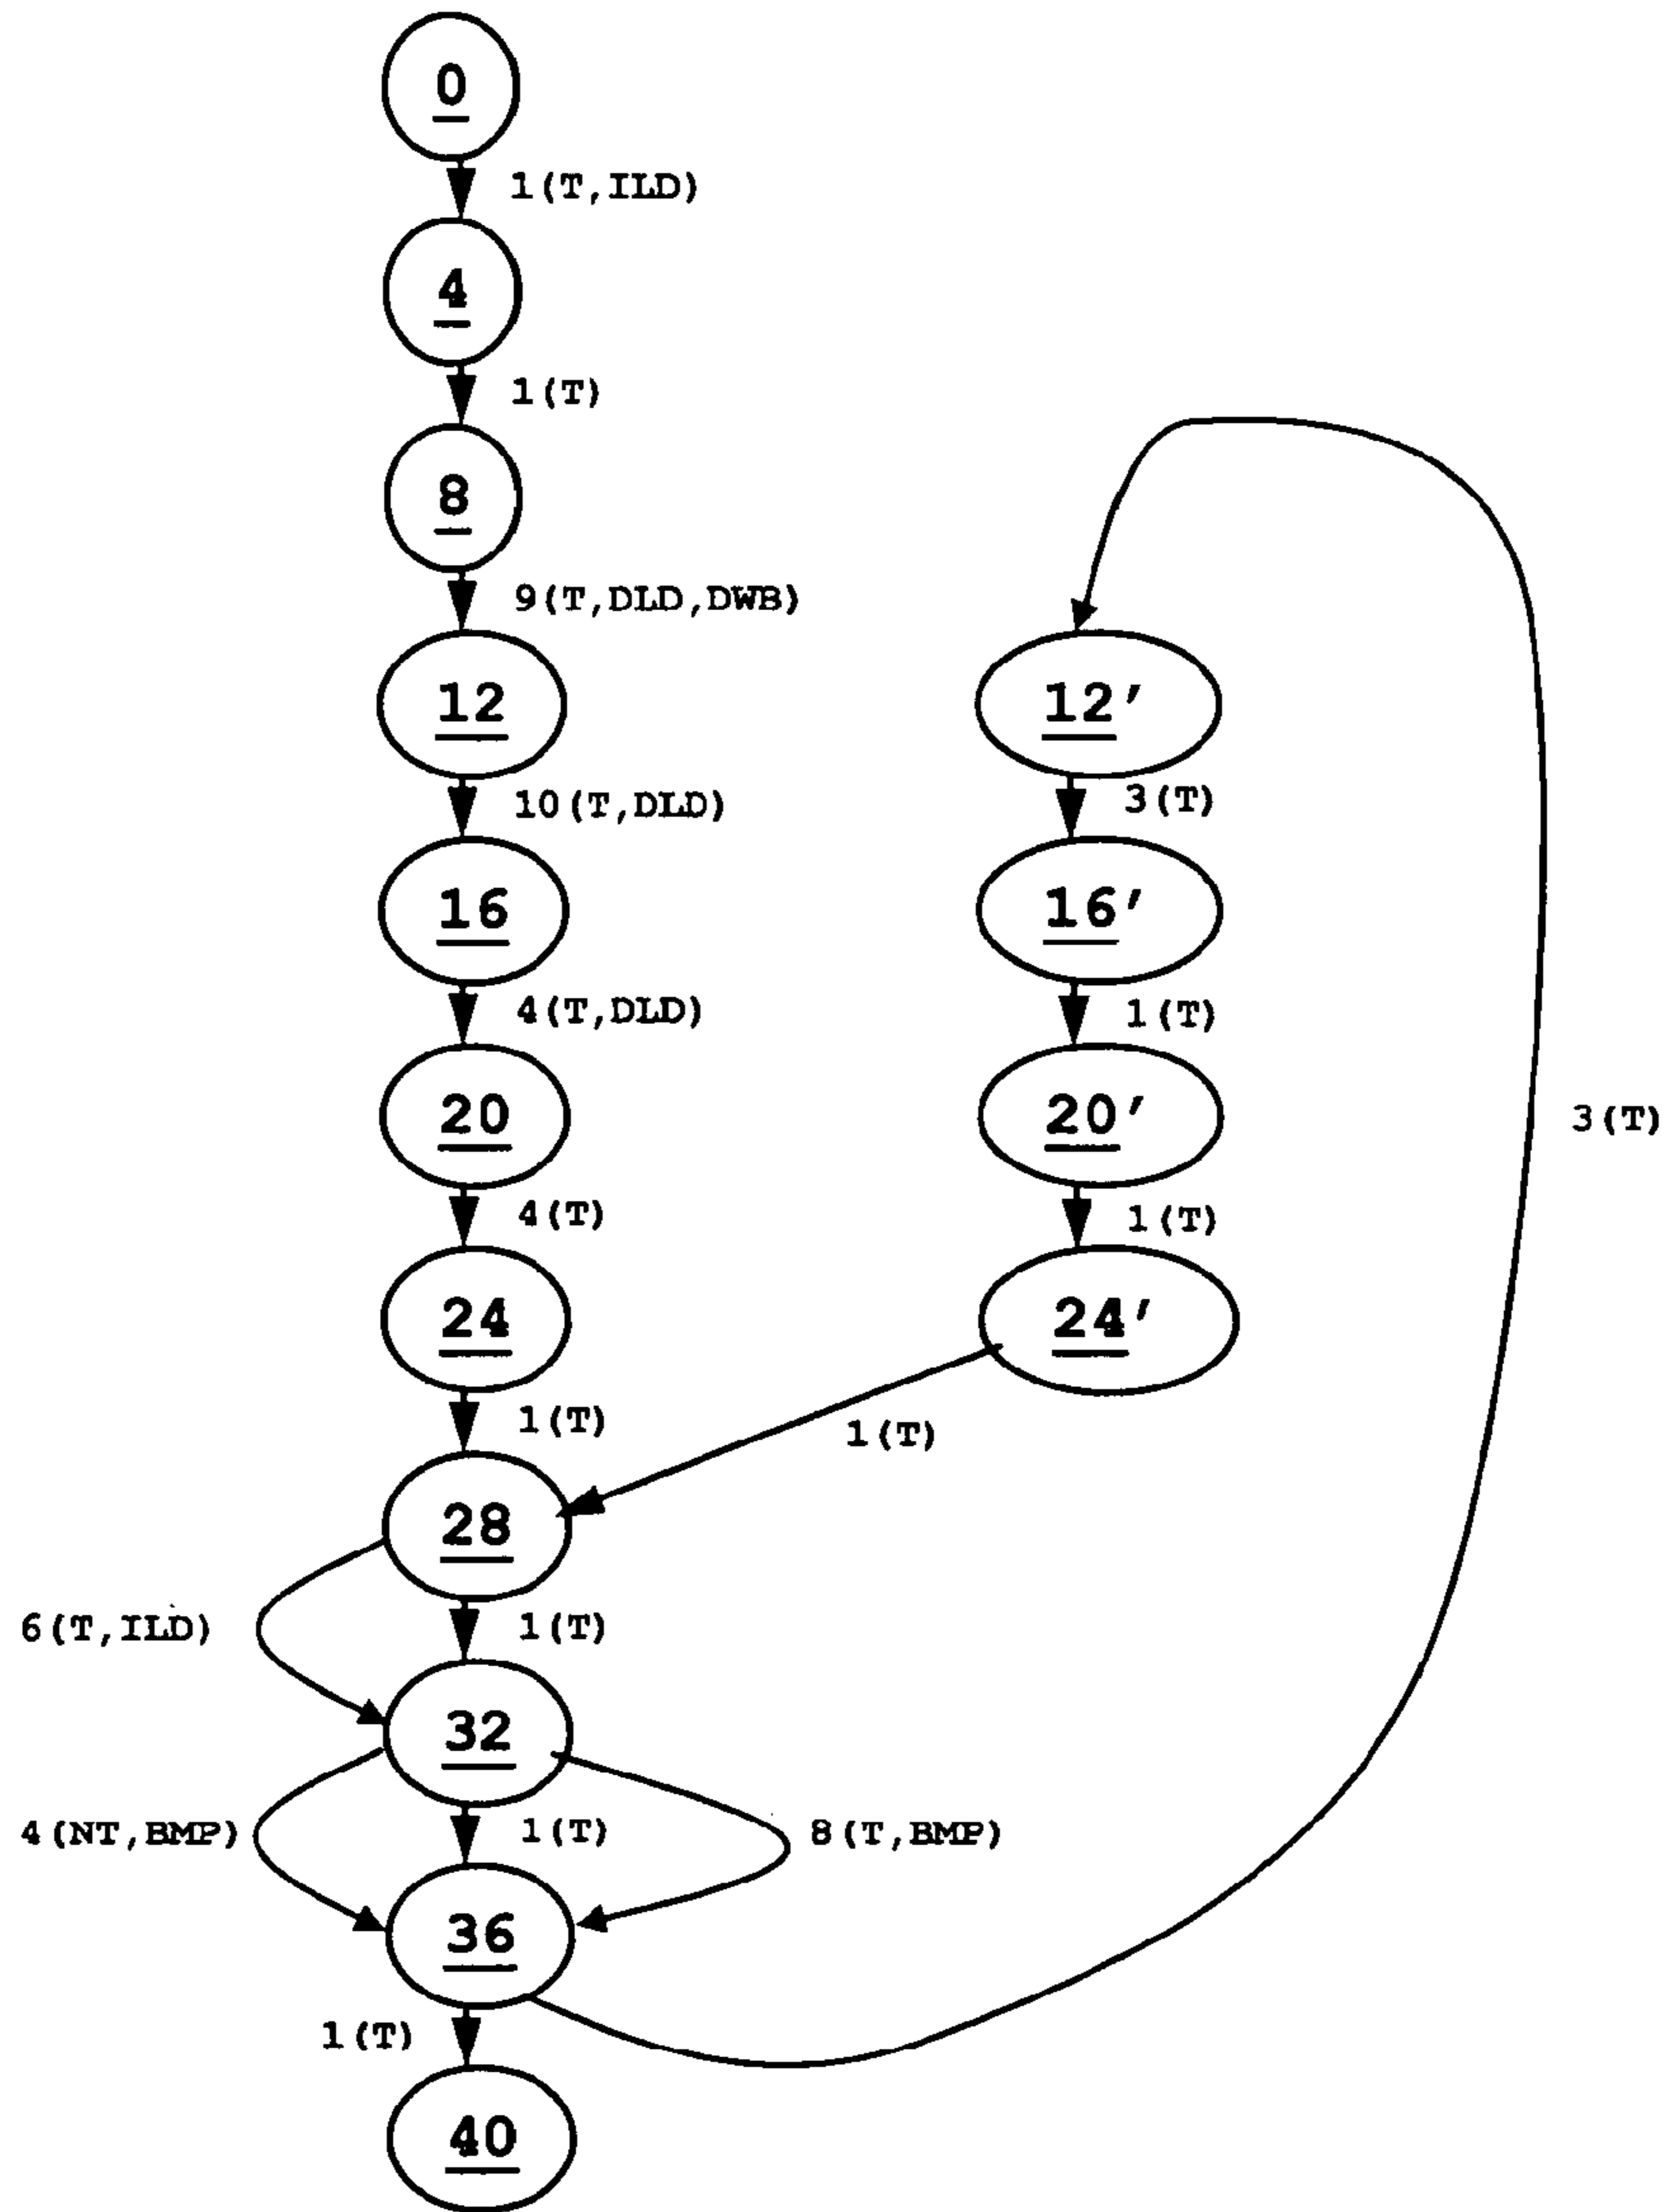 0
1(T,ILD)
4
1(T)
8
9(T,DLD,DWB)
12
12'
10(T,DLD)
3(T)
16
16'
4(T,DLD)
1(T)
20
20'
3(T)
4(T)
1(T)
24
24'
1(T)
1(T)
28
6(T,ILD)
1(T)
32
4(NT,BMP)
1(T)
8(T,BMP)
36
1(T)
40